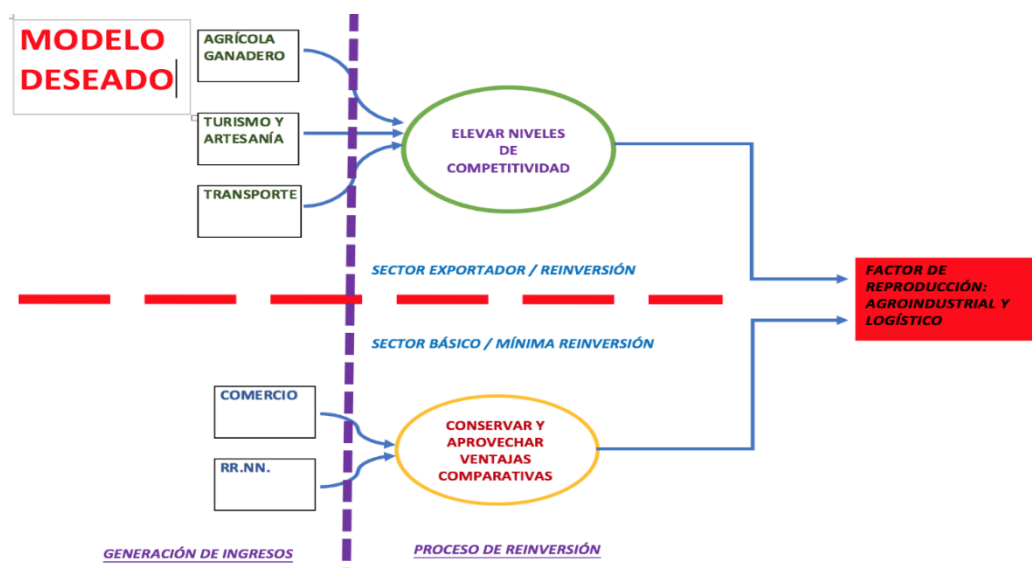 MODELO
DESEADO
AGRÍCOLA
GANADERO
TURISMO Y
ARTESANÍA
TRANSPORTE
ELEVAR NIVELES
DE
COMPETITIVIDAD
SECTOR EXPORTADOR / REINVERSIÓN
FACTOR DE
REPRODUCCIÓN:
AGROINDUSTRIAL Y
LOGÍSTICO
SECTOR BÁSICO / MÍNIMA REINVERSIÓN
COMERCIO
RR.NN.
CONSERVAR Y
APROVECHAR
VENTAJAS
COMPARATIVAS
GENERACIÓN DE INGRESOS
PROCESO DE REINVERSIÓN